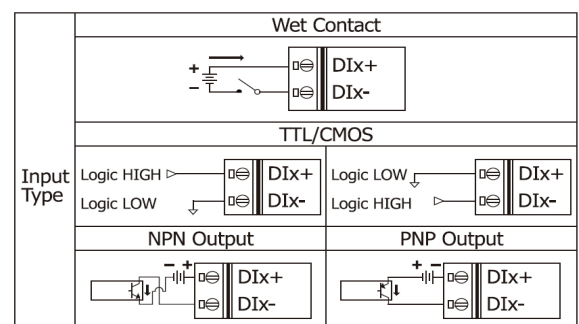 Wet Contact
+
−
DIx+
DIx-
TTL/CMOS
Input
Type
Logic HIGH
DIx+
Logic LOW
DIx-
Logic LOW
DIx+
Logic HIGH
DIx-
NPN Output
PNP Output
− +
DIx+
DIx-
+ −
DIx+
DIx-